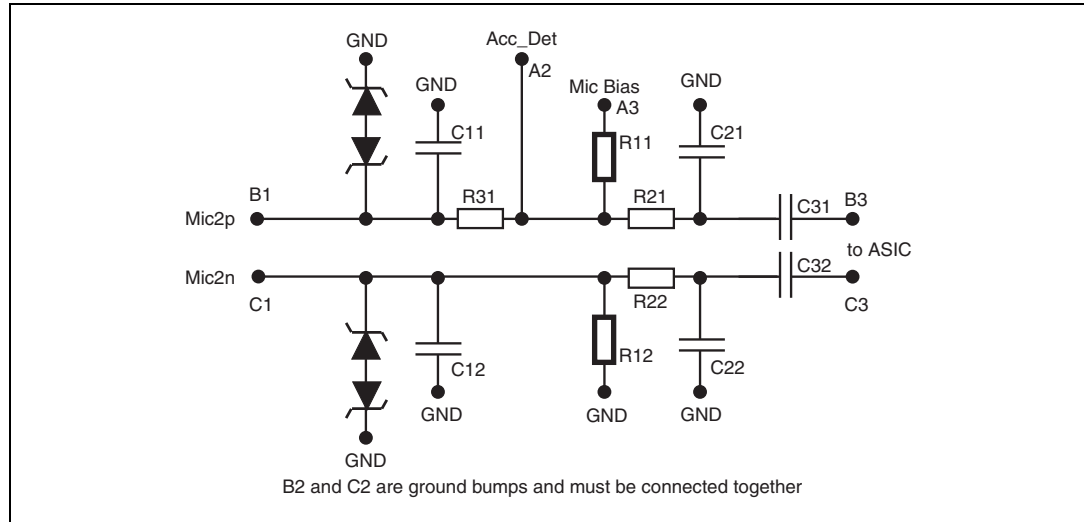 GND
Acc_Det
A2
GND
Mic Bias
A3
GND
C11
R11
C21
B1
R31
R21
C31
B3
Mic2p
to ASIC
Mic2n
C32
C1
R22
C3
C12
R12
C22
GND
GND
GND
GND
B2 and C2 are ground bumps and must be connected together